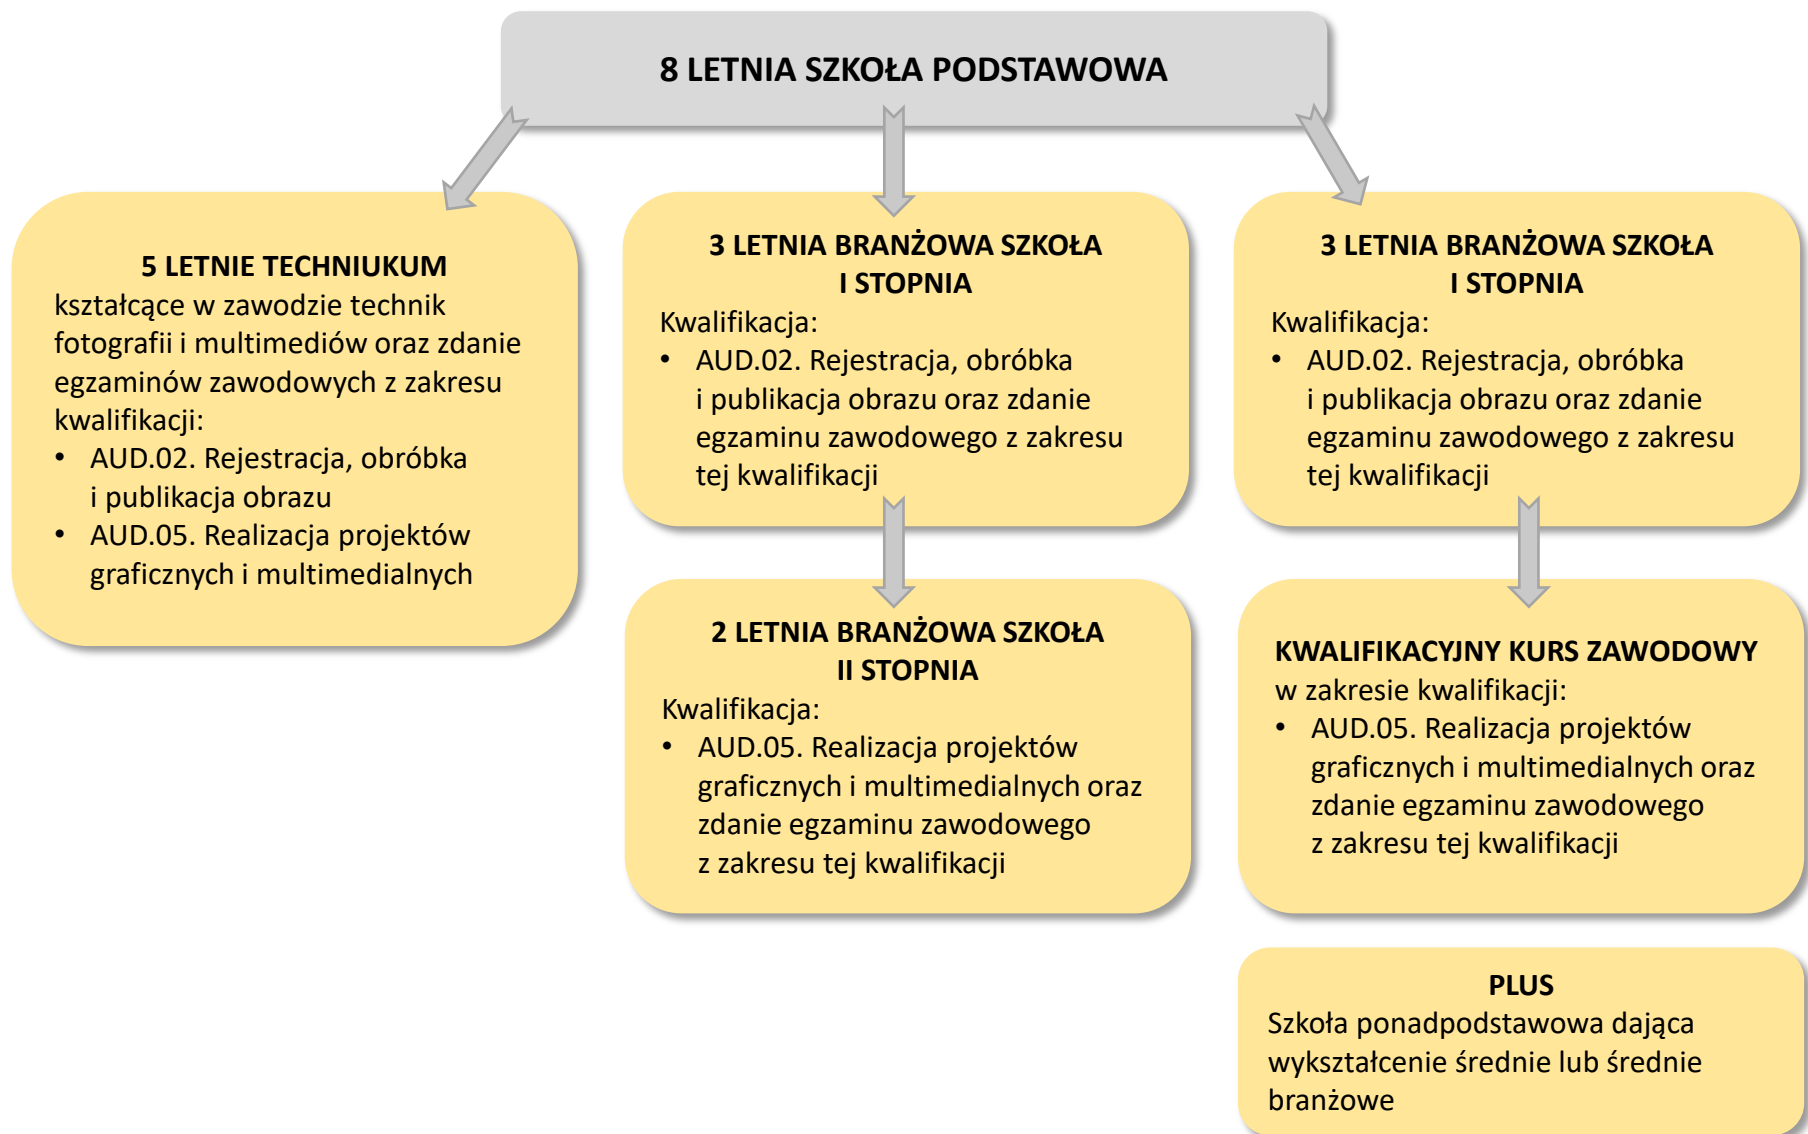 8 LETNIA SZKOŁA PODSTAWOWA
5 LETNIE TECHNIUKUM
kształcące w zawodzie technik
fotografii i multimediów oraz zdanie
egzaminów zawodowych z zakresu
kwalifikacji:
• AUD.02. Rejestracja, obróbka
i publikacja obrazu
• AUD.05. Realizacja projektów
graficznych i multimedialnych
3 LETNIA BRANŻOWA SZKOŁA
I STOPNIA
Kwalifikacja:
• AUD.02. Rejestracja, obróbka
i publikacja obrazu oraz zdanie
egzaminu zawodowego z zakresu
tej kwalifikacji
2 LETNIA BRANŻOWA SZKOŁA
II STOPNIA
Kwalifikacja:
• AUD.05. Realizacja projektów
graficznych i multimedialnych oraz
zdanie egzaminu zawodowego
z zakresu tej kwalifikacji
3 LETNIA BRANŻOWA SZKOŁA
I STOPNIA
Kwalifikacja:
• AUD.02. Rejestracja, obróbka
i publikacja obrazu oraz zdanie
egzaminu zawodowego z zakresu
tej kwalifikacji
KWALIFIKACYJNY KURS ZAWODOWY
w zakresie kwalifikacji:
• AUD.05. Realizacja projektów
graficznych i multimedialnych oraz
zdanie egzaminu zawodowego
z zakresu tej kwalifikacji
PLUS
Szkoła ponadpodstawowa dająca
wykształcenie średnie lub średnie
branżowe